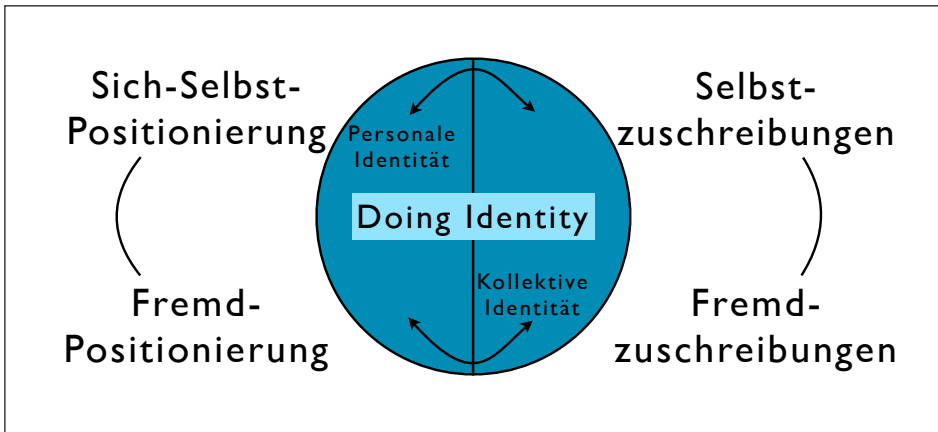 Sich-Selbst-
Positionierung
Fremd-
Positionierung
Personale
Identität
Doing Identity
Kollektive
Identität
Selbst-
zuschreibungen
Fremd-
zuschreibungen